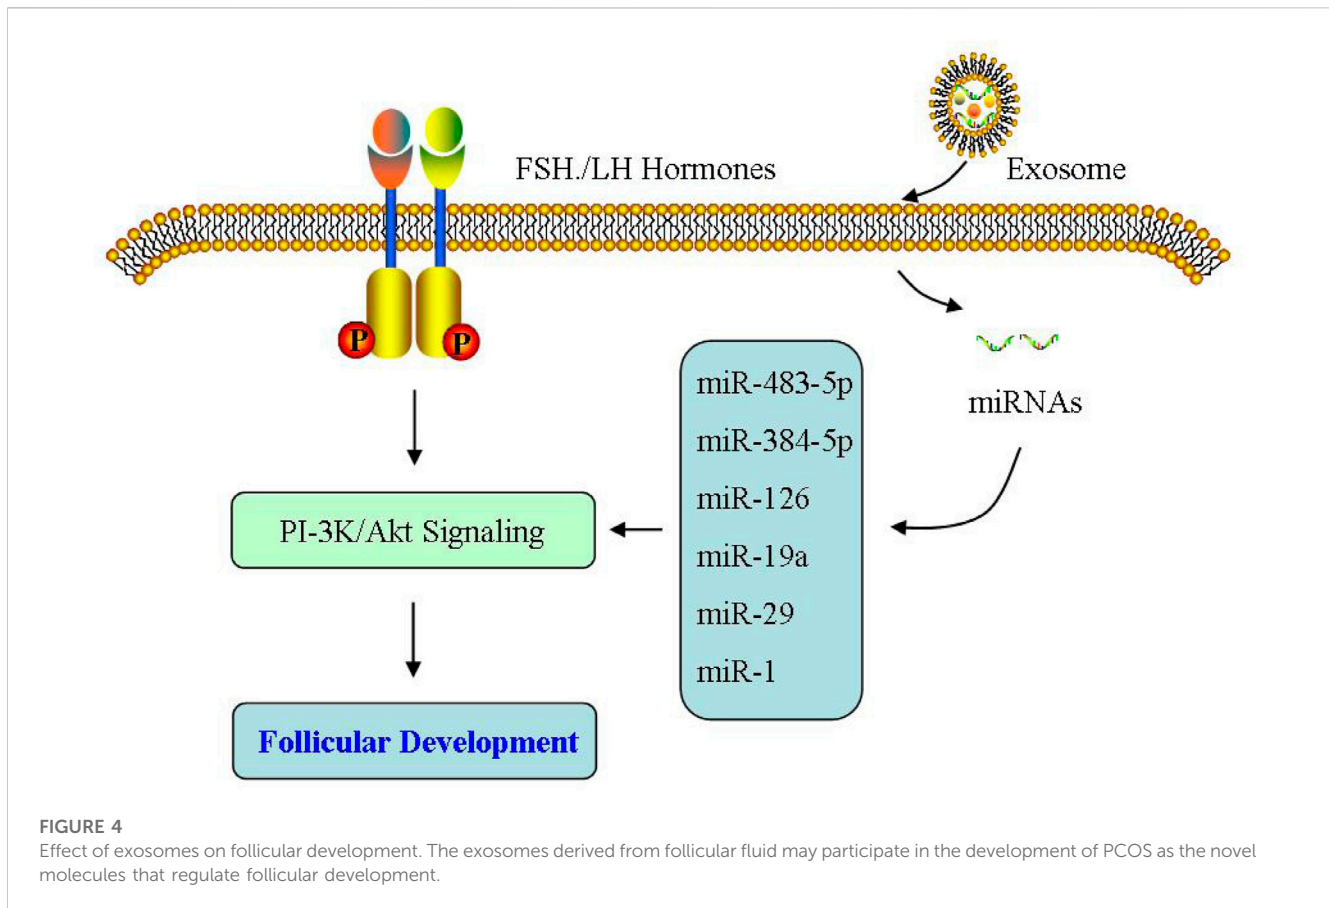 FSH./LH Hormones
Exosome
P
P
miRNAs
miR-483-5p
miR-384-5p
miR-126
miR-19a
miR-29
miR-1
PI-3K/Akt Signaling
Follicular Development
FIGURE 4
Effect of exosomes on follicular development. The exosomes derived from follicular fluid may participate in the development of PCOS as the novel
molecules that regulate follicular development.